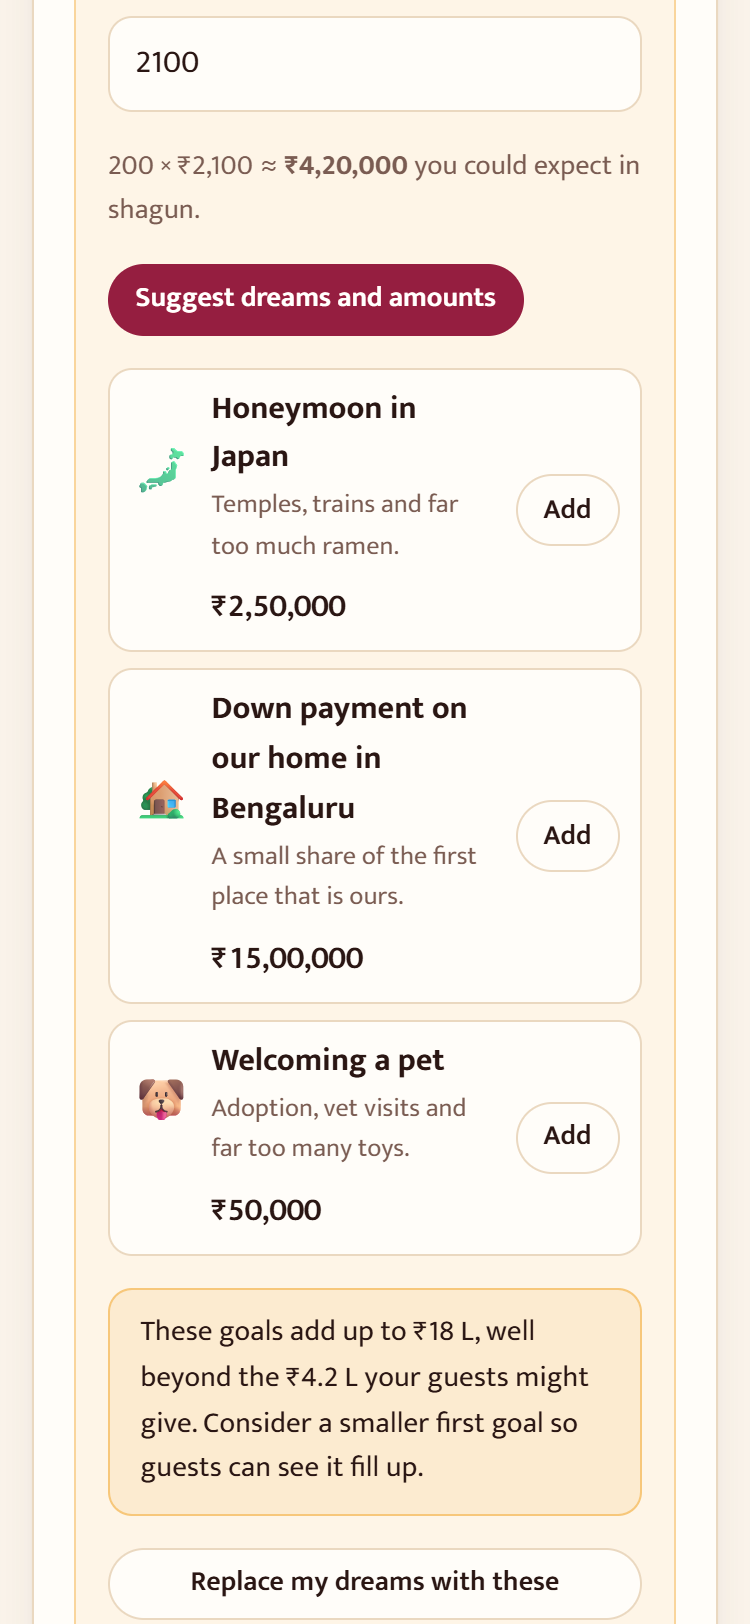 2100
200 × ₹2,100 ≈ ₹4,20,000 you could expect in
shagun.
Suggest dreams and amounts
Honeymoon in
Japan
Temples, trains and far
too much ramen.
₹2,50,000
Add
Down payment on
our home in
Bengaluru
A small share of the first
place that is ours.
₹15,00,000
Add
Welcoming a pet
Adoption, vet visits and
far too many toys.
₹50,000
Add
These goals add up to ₹18 L, well
beyond the ₹4.2 L your guests might
give. Consider a smaller first goal so
guests can see it fill up.
Replace my dreams with these